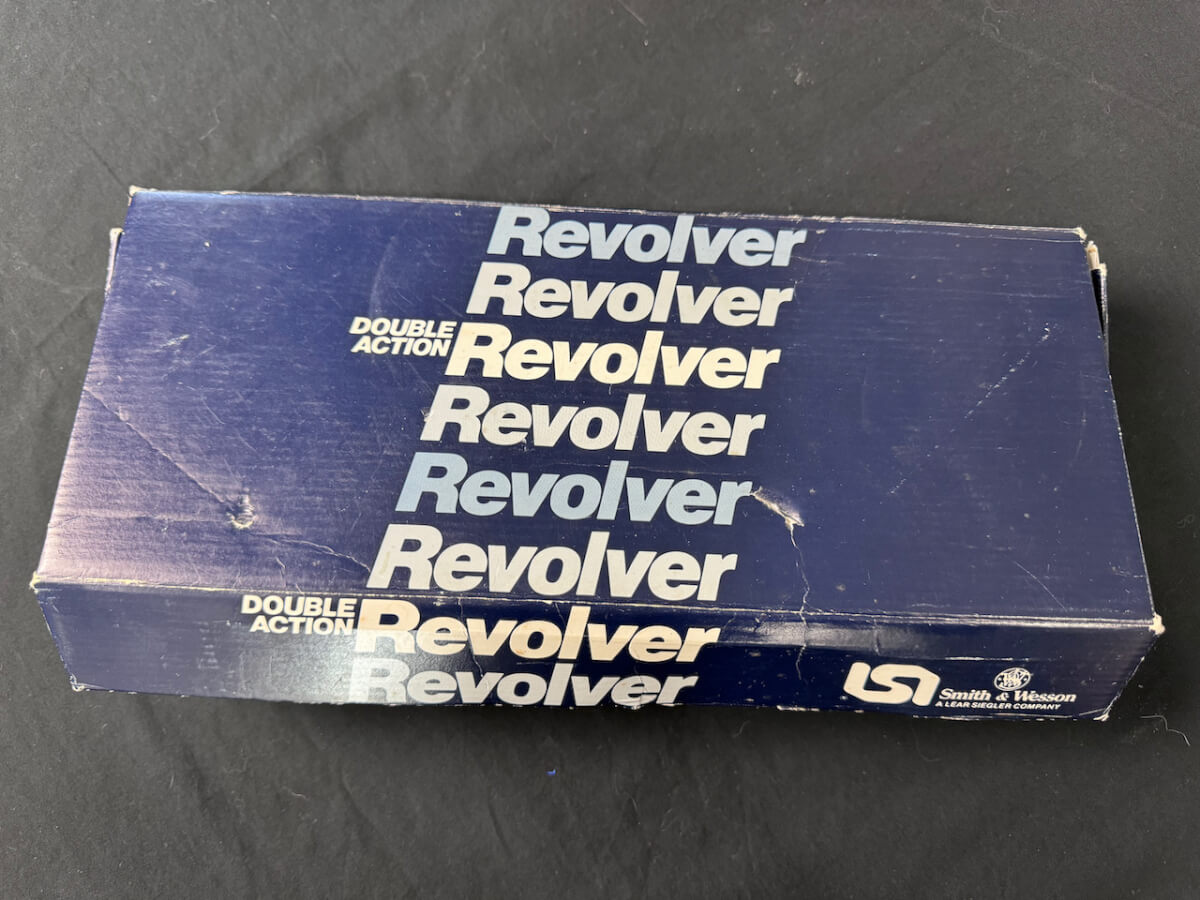 Revolver
Revolver
DOUBLE
ACTION Revolver
Revolver
Revolver
Revolver
DOUBLE
ACTION Revolver
Revolver
LSI
Smith & Wesson
A LEAR SIEGLER COMPANY